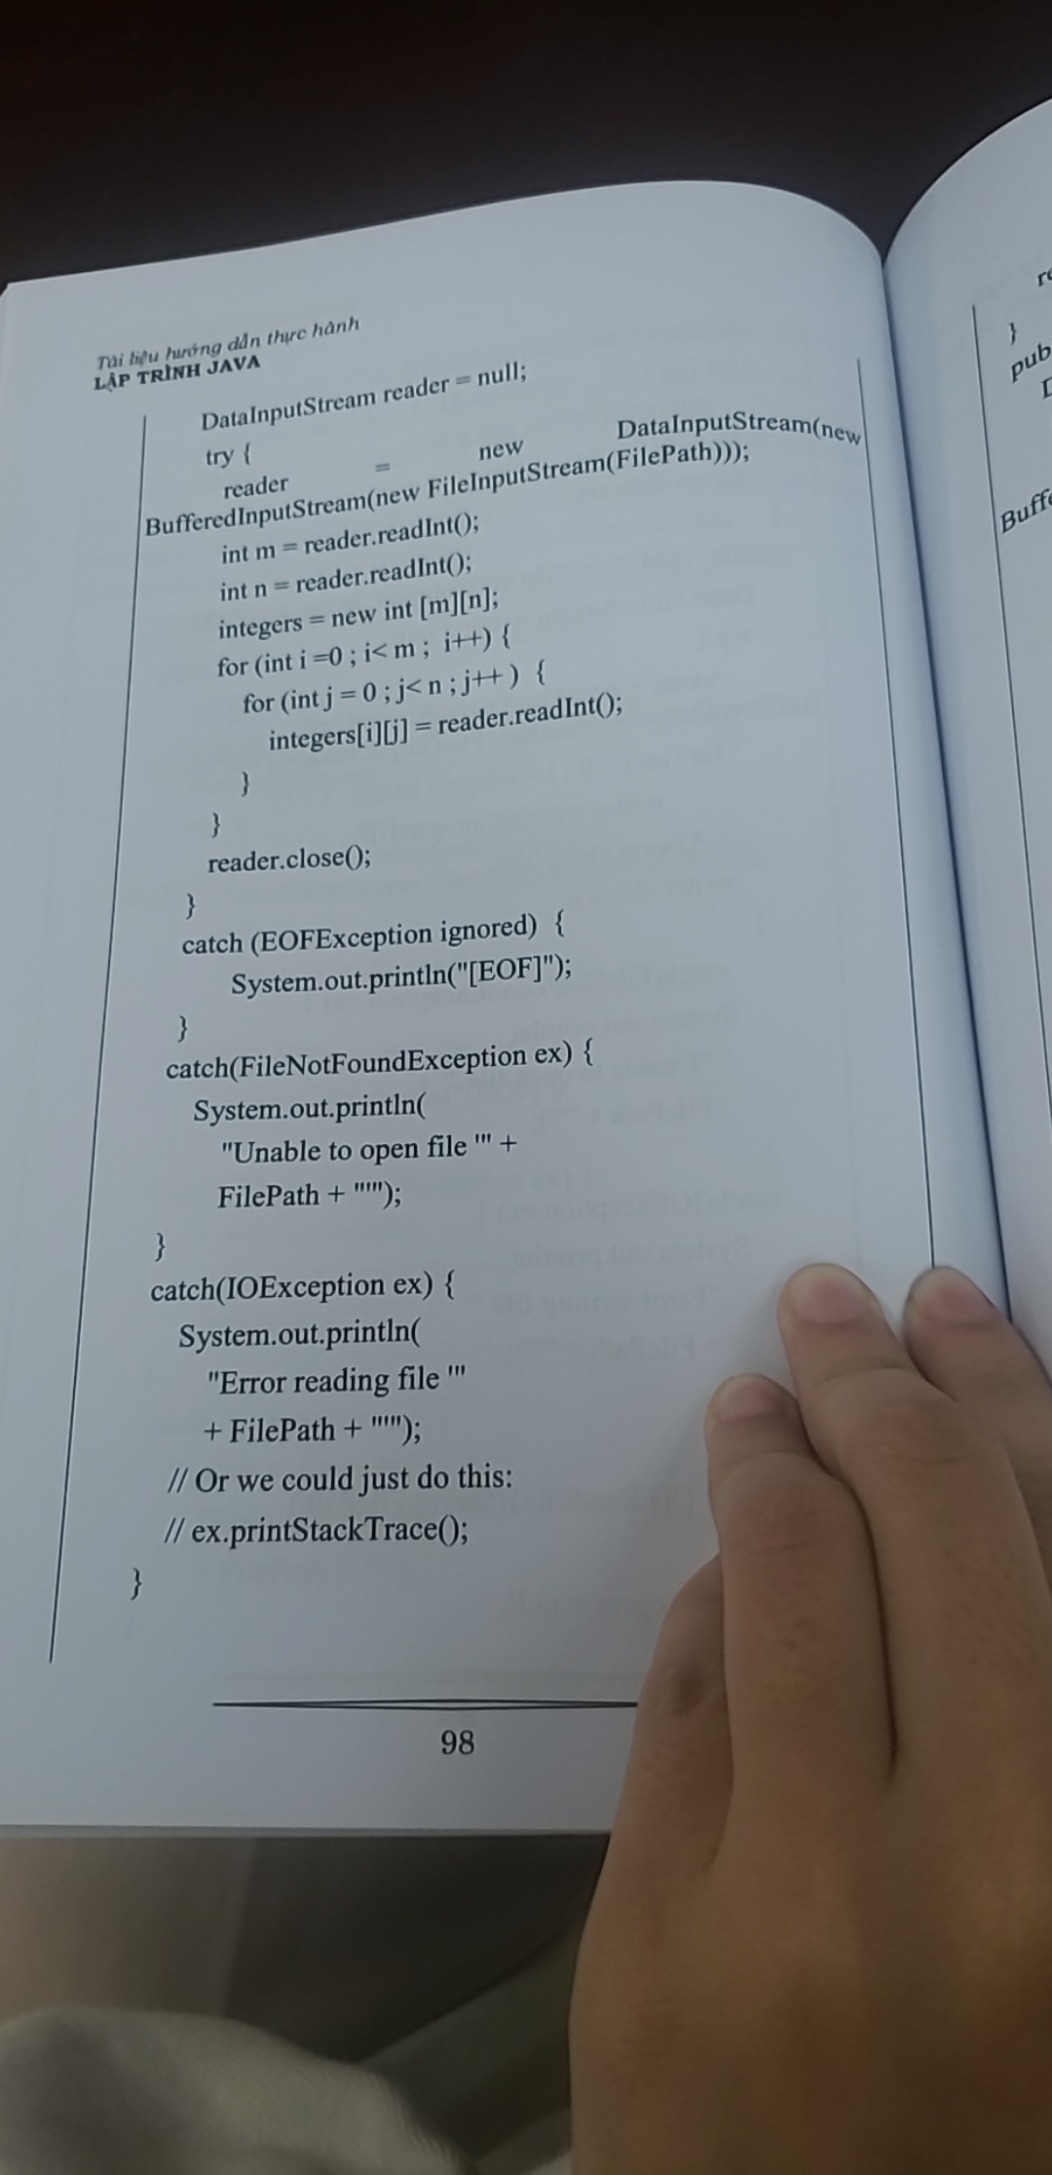 Tài liệu hướng dẫn thực hành
LẬP TRÌNH JAVA
DataInputStream reader = null;
try {
reader = new DataInputStream(new
BufferedInputStream(new FileInputStream(FilePath)));
int m = reader.readInt();
int n = reader.readInt();
integers = new int [m][n];
for (int i =0 ; i< m ; i++) {
for (int j = 0 ; j< n ; j++ ) {
integers[i][j] = reader.readInt();
}
}
reader.close();
}
catch (EOFException ignored) {
System.out.println("[EOF]");
}
catch(FileNotFoundException ex) {
System.out.println(
"Unable to open file '" +
FilePath + "'");
}
catch(IOException ex) {
System.out.println(
"Error reading file '"
+ FilePath + "'");
// Or we could just do this:
// ex.printStackTrace();
}
98
}
pub